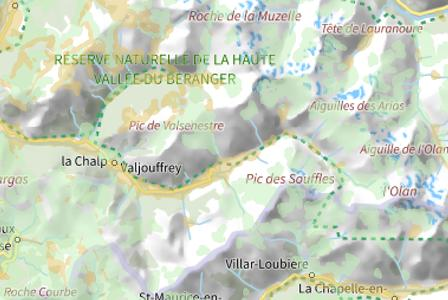 Roche de la Muzelle
Tête de Lauranoure
RÉSERVE NATURELLE DE LA HAUTE
VALLÉE DU BÉRANGER
Aiguilles des Arias
Pic de Valsenestre
Aiguille de l'Olan
la Chalp
Valjouffrey
Pic des Souffles
l'Olan
Villar-Loubière
La Chapelle-en-
Roche Courbe
St-Maurice-en-